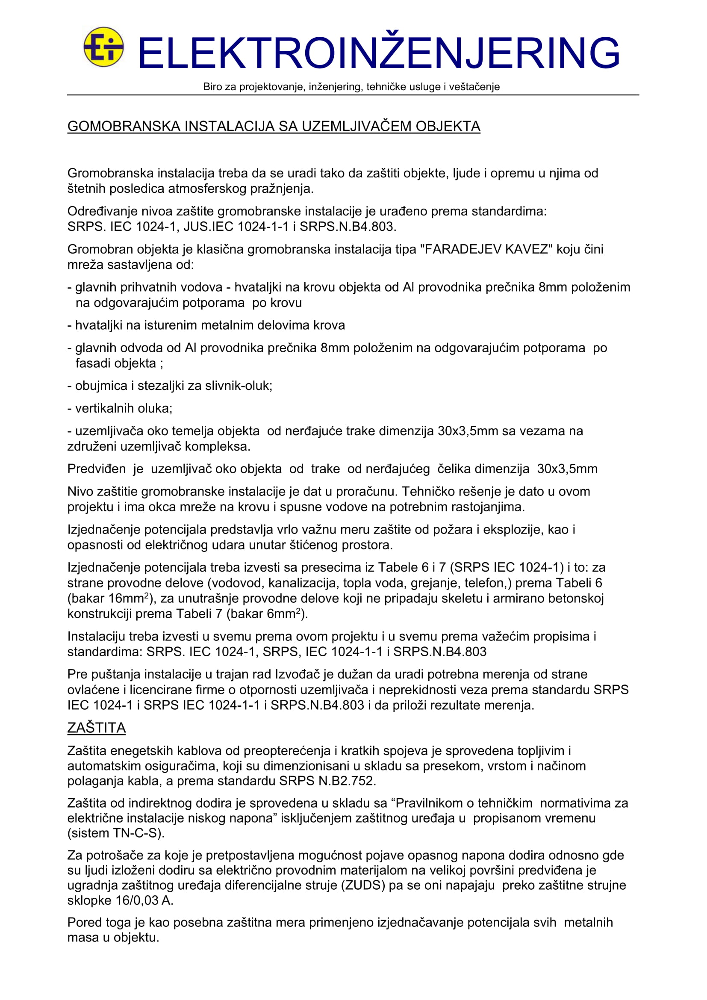 Ei ELEKTROINŽENJERING
Biro za projektovanje, inženjering, tehničke usluge i veštačenje
GOMOBRANSKA INSTALACIJA SA UZEMLJIVAČEM OBJEKTA
Gromobranska instalacija treba da se uradi tako da zaštiti objekte, ljude i opremu u njima od
štetnih posledica atmosferskog pražnjenja.
Određivanje nivoa zaštite gromobranske instalacije je urađeno prema standardima:
SRPS. IEC 1024-1, JUS.IEC 1024-1-1 i SRPS.N.B4.803.
Gromobran objekta je klasična gromobranska instalacija tipa "FARADEJEV KAVEZ" koju čini
mreža sastavljena od:
- glavnih prihvatnih vodova - hvataljki na krovu objekta od Al provodnika prečnika 8mm položenim
na odgovarajućim potporama  po krovu
- hvataljki na isturenim metalnim delovima krova
- glavnih odvoda od Al provodnika prečnika 8mm položenim na odgovarajućim potporama  po
fasadi objekta ;
- obujmica i stezaljki za slivnik-oluk;
- vertikalnih oluka;
- uzemljivača oko temelja objekta  od nerđajuće trake dimenzija 30x3,5mm sa vezama na
združeni uzemljivač kompleksa.
Predviđen  je  uzemljivač oko objekta  od  trake  od nerđajućeg  čelika dimenzija  30x3,5mm
Nivo zaštitie gromobranske instalacije je dat u proračunu. Tehničko rešenje je dato u ovom
projektu i ima okca mreže na krovu i spusne vodove na potrebnim rastojanjima.
Izjednačenje potencijala predstavlja vrlo važnu meru zaštite od požara i eksplozije, kao i
opasnosti od električnog udara unutar štićenog prostora.
Izjednačenje potencijala treba izvesti sa presecima iz Tabele 6 i 7 (SRPS IEC 1024-1) i to: za
strane provodne delove (vodovod, kanalizacija, topla voda, grejanje, telefon,) prema Tabeli 6
(bakar 16mm²), za unutrašnje provodne delove koji ne pripadaju skeletu i armirano betonskoj
konstrukciji prema Tabeli 7 (bakar 6mm²).
Instalaciju treba izvesti u svemu prema ovom projektu i u svemu prema važećim propisima i
standardima: SRPS. IEC 1024-1, SRPS, IEC 1024-1-1 i SRPS.N.B4.803
Pre puštanja instalacije u trajan rad Izvođač je dužan da uradi potrebna merenja od strane
ovlaćene i licencirane firme o otpornosti uzemljivača i neprekidnosti veza prema standardu SRPS
IEC 1024-1 i SRPS IEC 1024-1-1 i SRPS.N.B4.803 i da priloži rezultate merenja.
ZAŠTITA
Zaštita enegetskih kablova od preopterećenja i kratkih spojeva je sprovedena topljivim i
automatskim osiguračima, koji su dimenzionisani u skladu sa presekom, vrstom i načinom
polaganja kabla, a prema standardu SRPS N.B2.752.
Zaštita od indirektnog dodira je sprovedena u skladu sa “Pravilnikom o tehničkim  normativima za
električne instalacije niskog napona” isključenjem zaštitnog uređaja u  propisanom vremenu
(sistem TN-C-S).
Za potrošače za koje je pretpostavljena mogućnost pojave opasnog napona dodira odnosno gde
su ljudi izloženi dodiru sa električno provodnim materijalom na velikoj površini predviđena je
ugradnja zaštitnog uređaja diferencijalne struje (ZUDS) pa se oni napajaju  preko zaštitne strujne
sklopke 16/0,03 A.
Pored toga je kao posebna zaštitna mera primenjeno izjednačavanje potencijala svih  metalnih
masa u objektu.